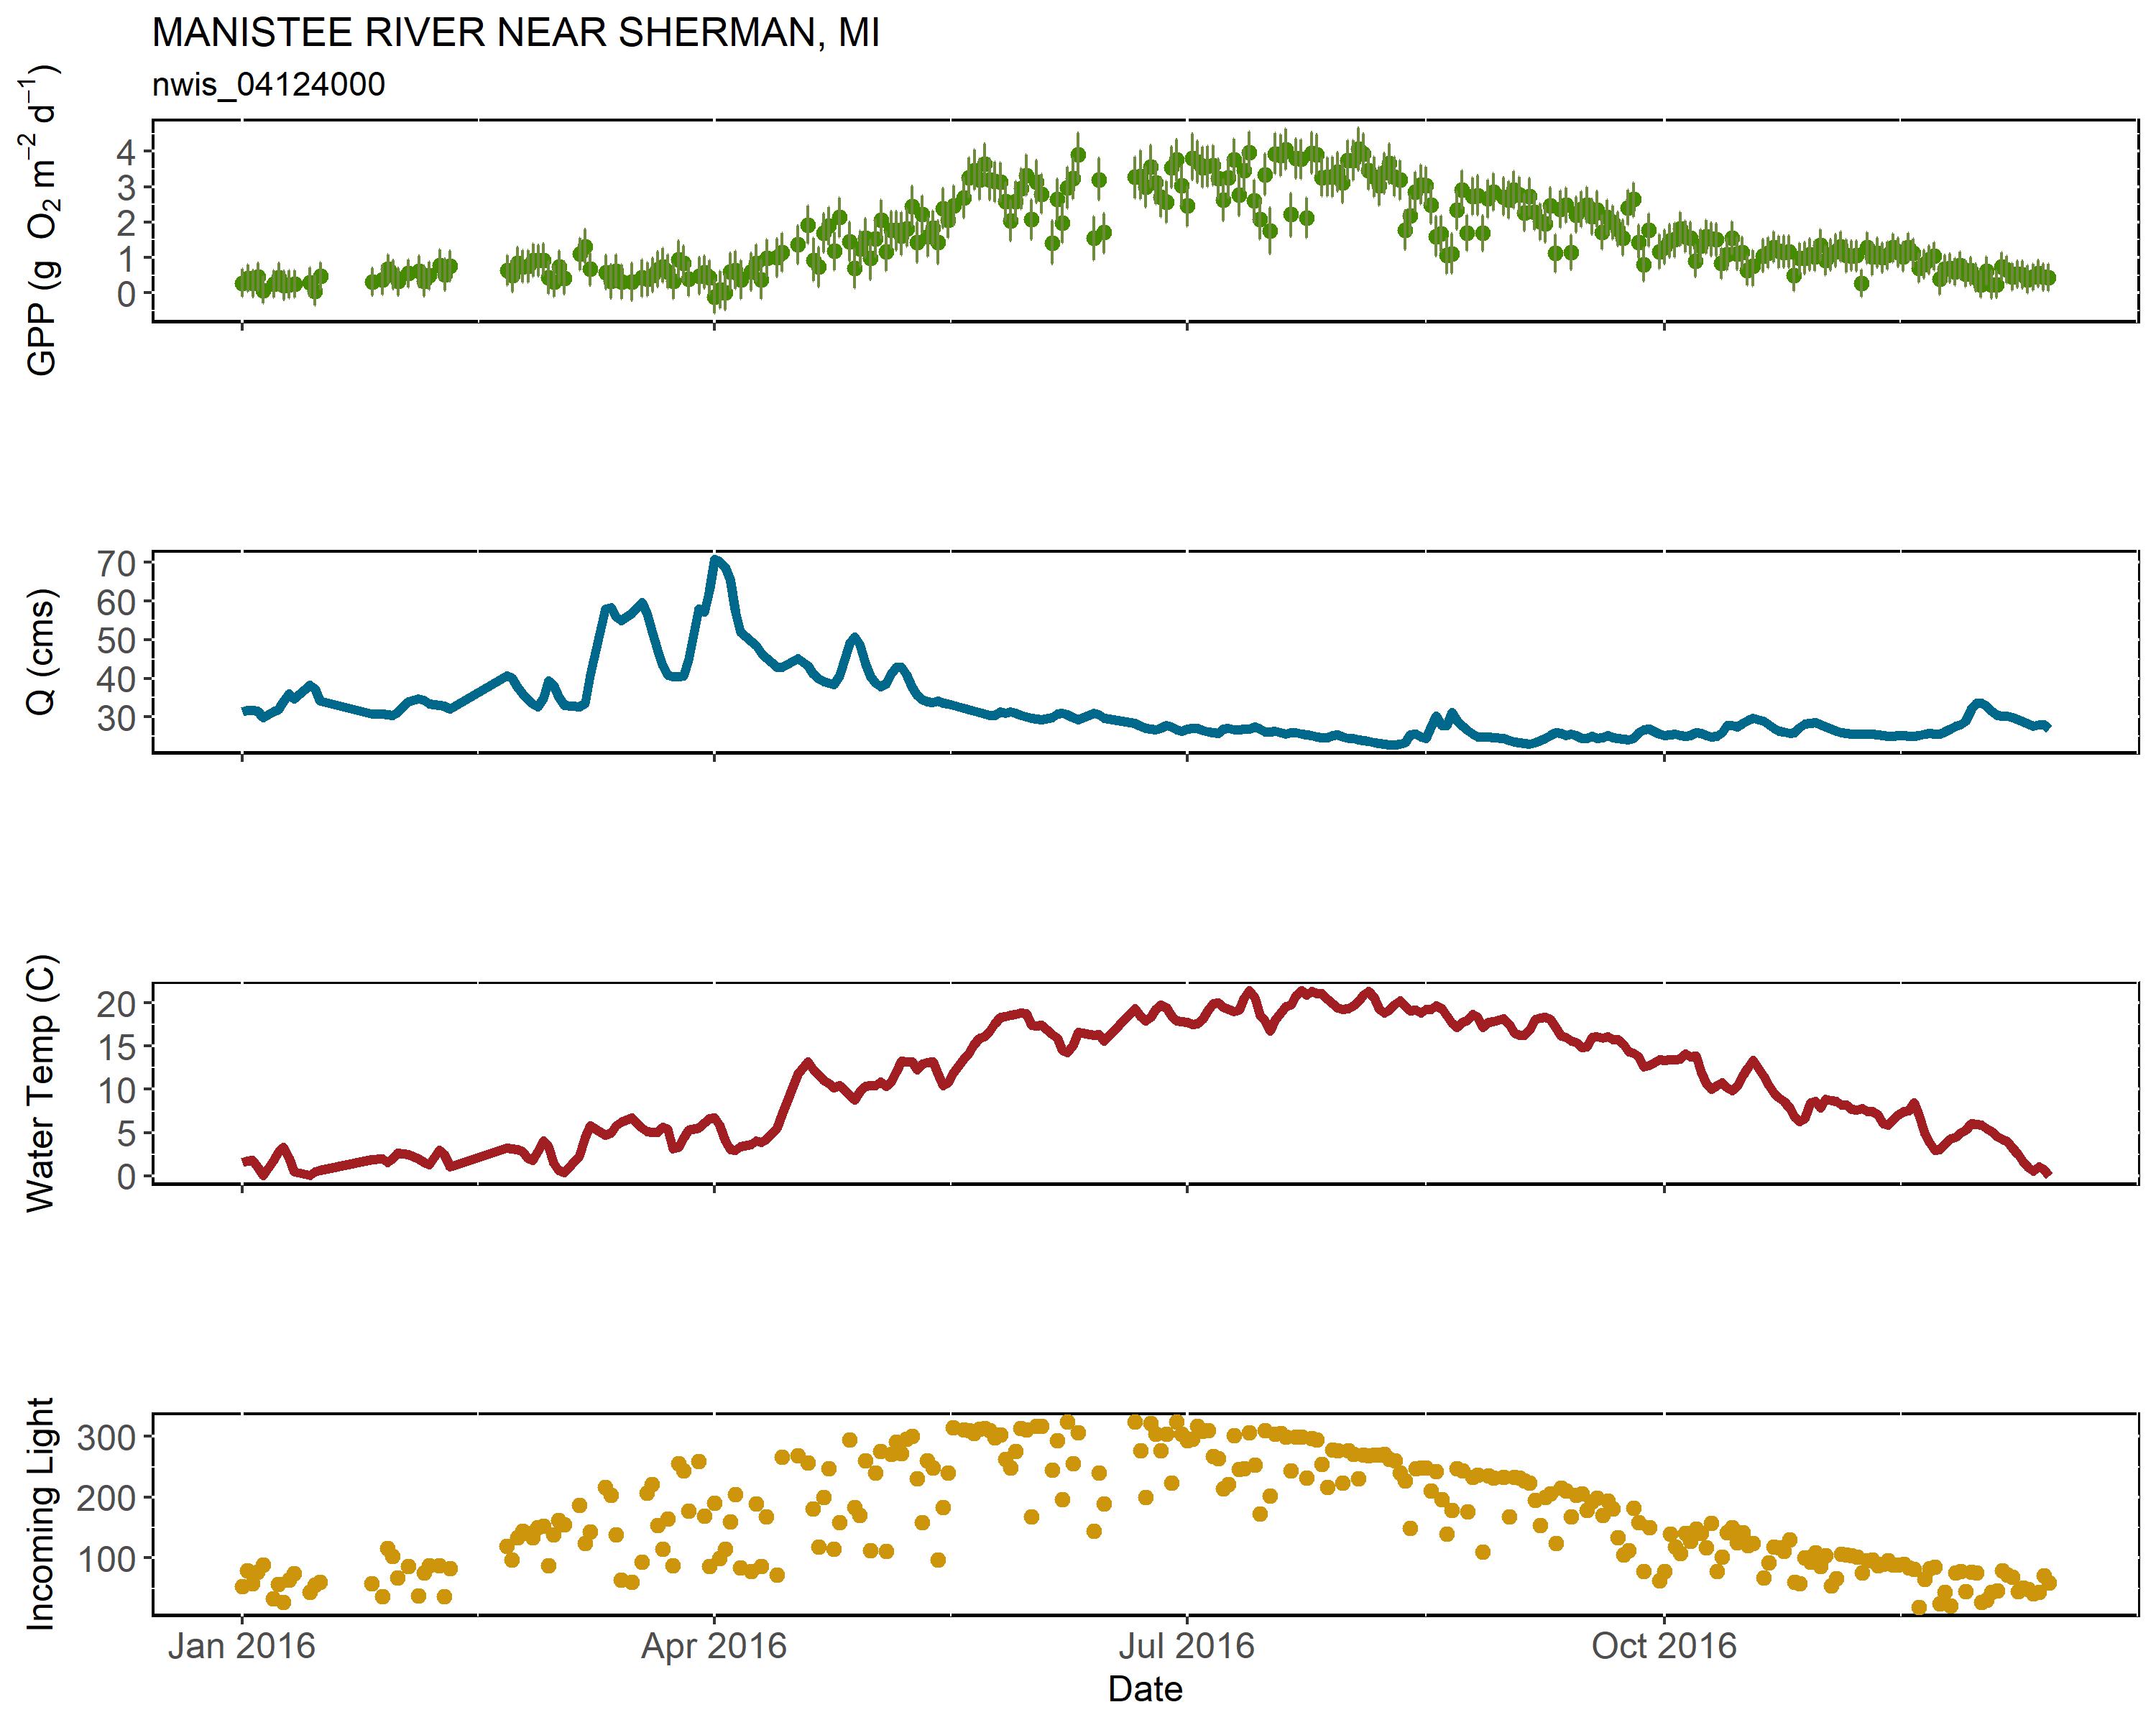 MANISTEE RIVER NEAR SHERMAN, MI
nwis_04124000
GPP (g O₂ m⁻² d⁻¹)
4
3
2
1
0
Q (cms)
70
60
50
40
30
Water Temp (C)
20
15
10
5
0
Incoming Light
300
200
100
Jan 2016 Apr 2016 Jul 2016 Oct 2016
Date